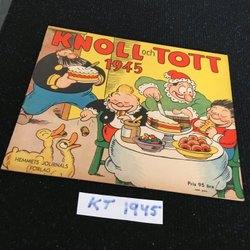 KNOLL och TOTT
1945
HEMMETS JOURNALS
FÖRLAG
Pris 95 öre
KT 1945